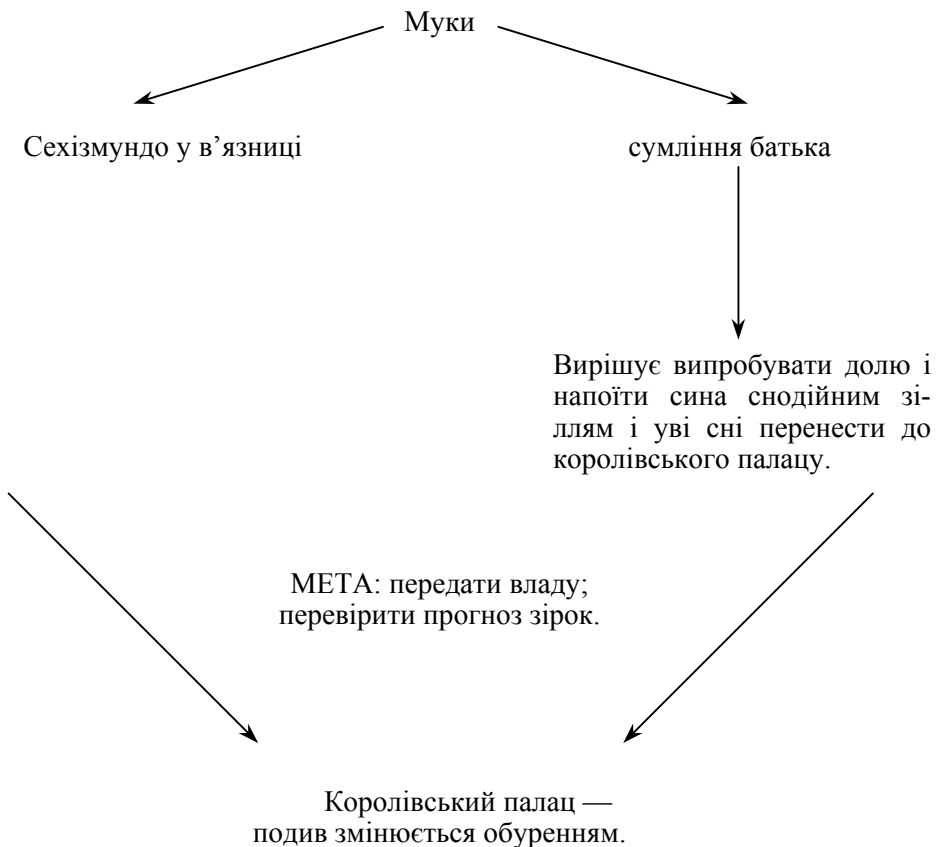 Муки
Сехізмундо у в’язниці
сумління батька
Вирішує випробувати долю і
напоїти сина снодійним зі-
ллям і уві сні перенести до
королівського палацу.
МЕТА: передати владу;
перевірити прогноз зірок.
Королівський палац —
подив змінюється обуренням.